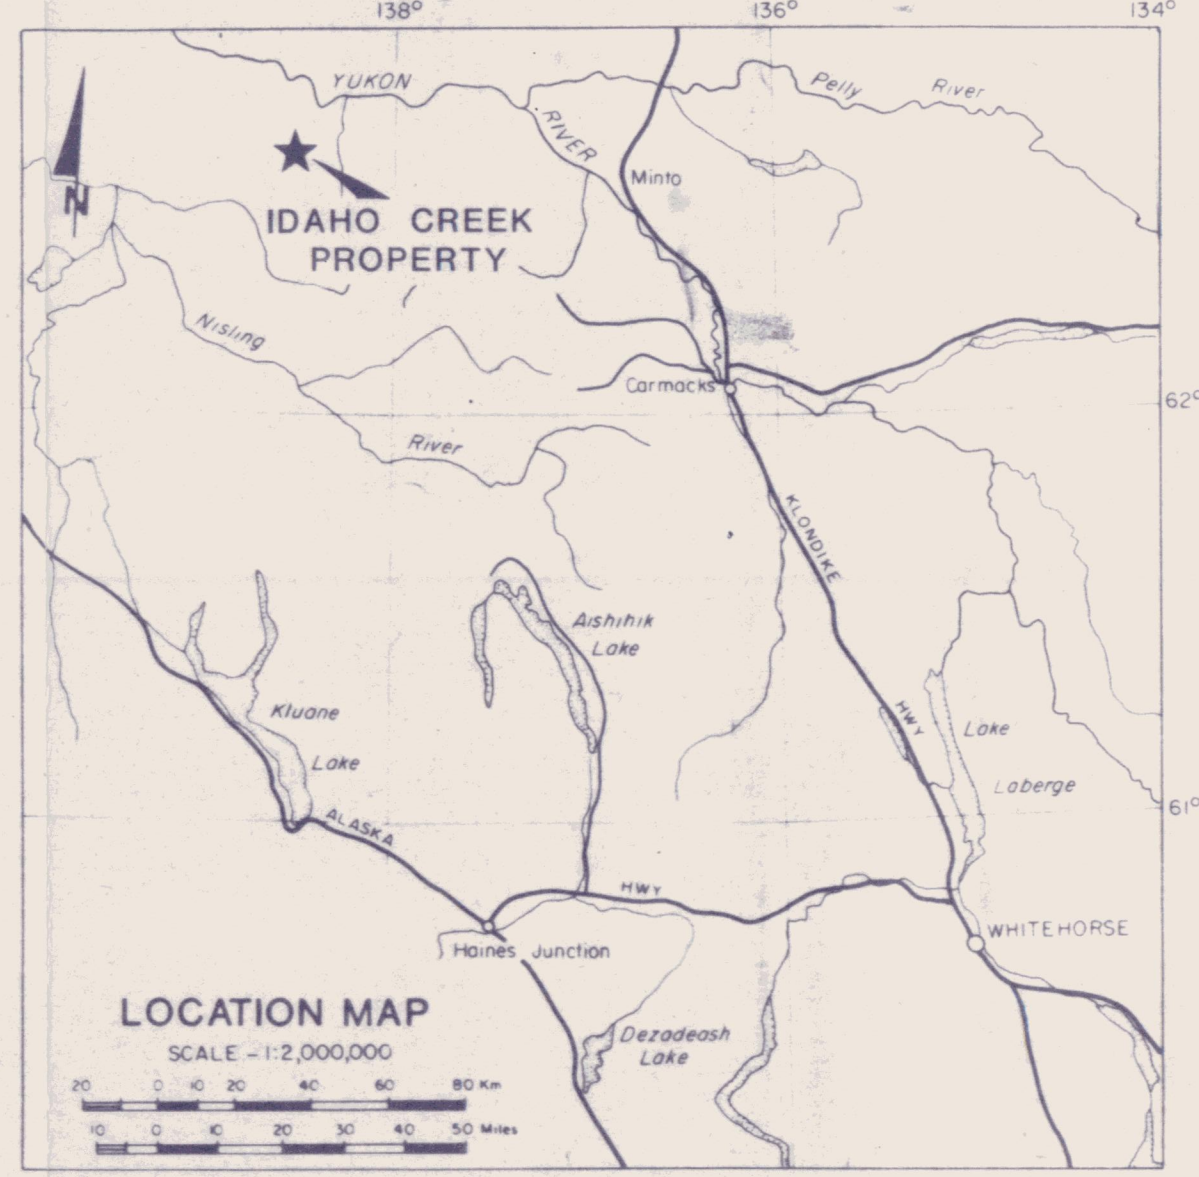 138° 136° 134°
YUKON
Pelly River
RIVER
Minto
N
IDAHO CREEK
PROPERTY
Nisling
Carmacks
62°
River
KLONDIKE
Aishihik
Lake
Kluane
HWY
Lake
Lake
Laberge
61°
ALASKA
HWY
WHITEHORSE
Haines Junction
LOCATION MAP
SCALE - 1:2,000,000
Dezadeash
Lake
20 0 10 20 40 60 80 Km
10 0 10 20 30 40 50 Miles